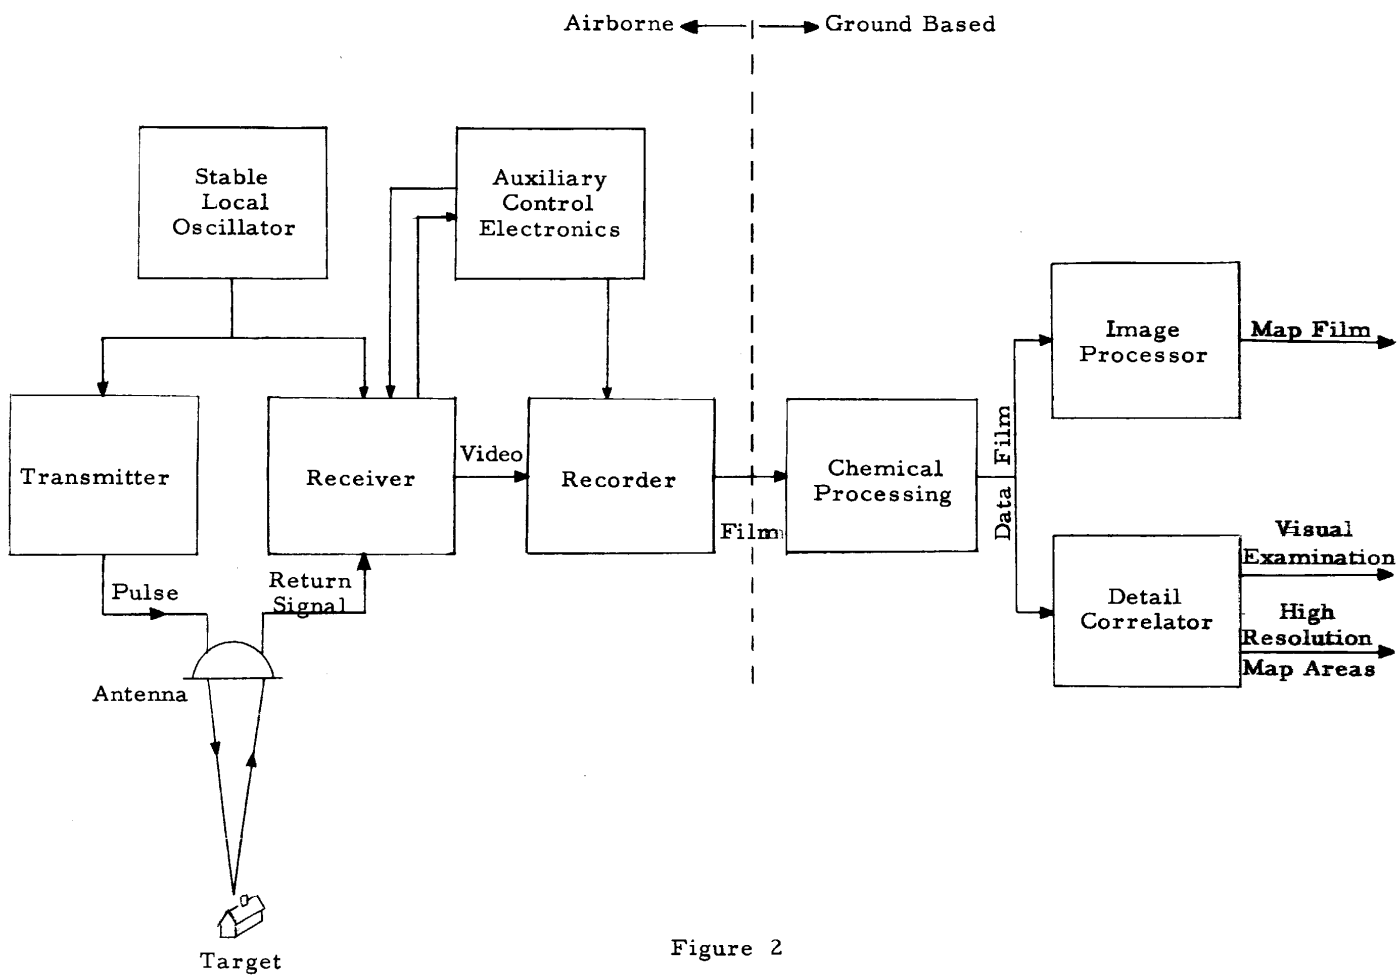 Airborne
Ground Based
Stable
Local
Oscillator
Auxiliary
Control
Electronics
Image
Processor
Map Film
Transmitter
Receiver
Video
Recorder
Film
Chemical
Processing
Data Film
Visual
Examination
Detail
Correlator
High
Resolution
Map Areas
Pulse
Return
Signal
Antenna
Target
Figure 2